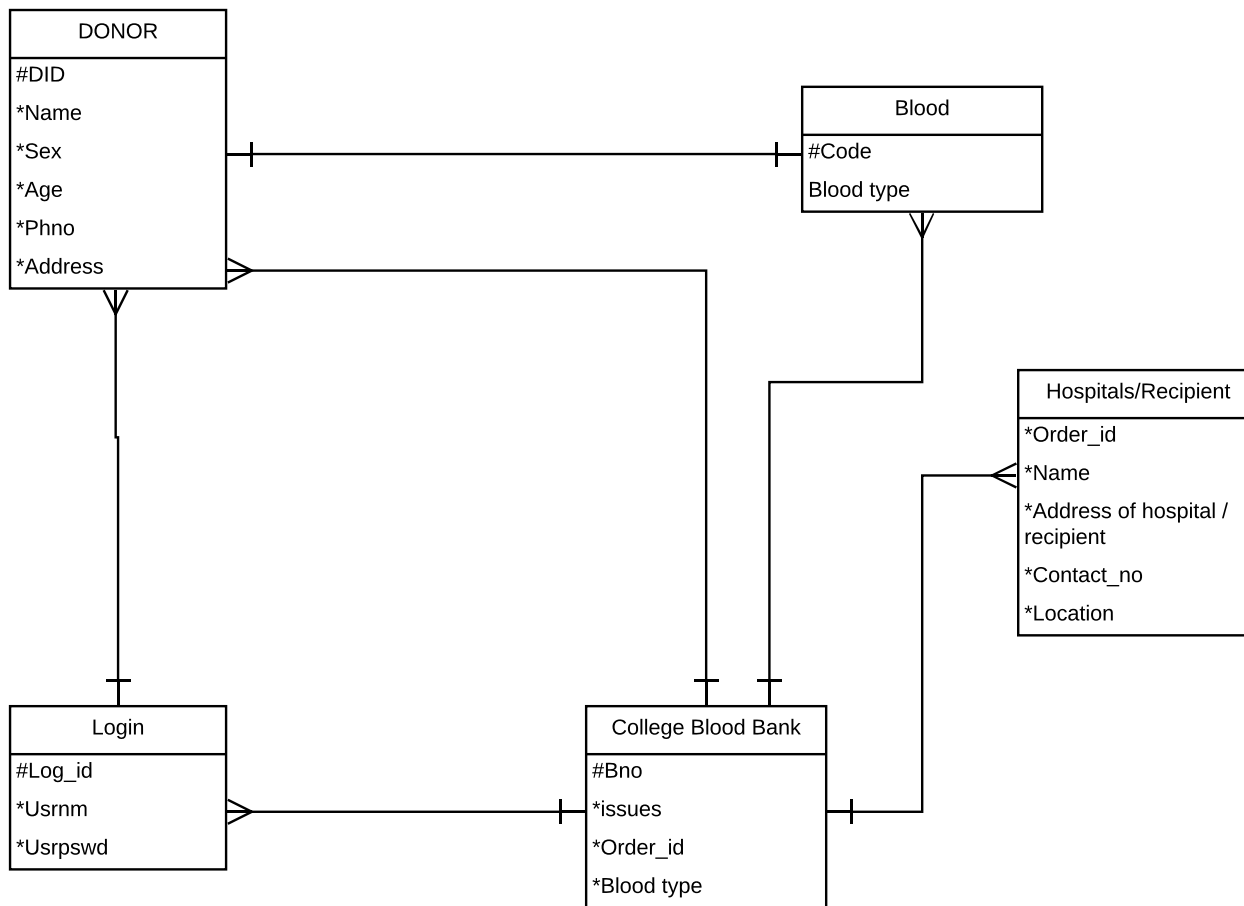 DONOR
#DID
*Name
*Sex
*Age
*Phno
*Address
Blood
#Code
Blood type
Hospitals/Recipient
*Order_id
*Name
*Address of hospital /
recipient
*Contact_no
*Location
Login
#Log_id
*Usrnm
*Usrpswd
College Blood Bank
#Bno
*issues
*Order_id
*Blood type